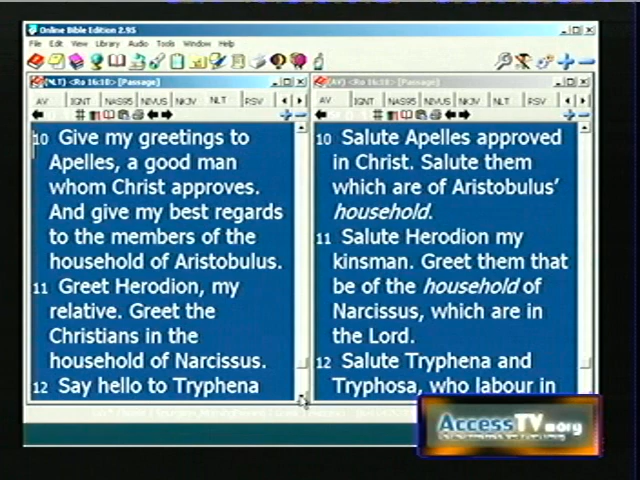 Online Bible Edition 2.95
File Edit View Library Audio Tools Window Help
(NLT) <Ro 16:10> [Passage]
AV IGNT NAS95 NIVUS NKJV NLT RSV
10 Give my greetings to
Apelles, a good man
whom Christ approves.
And give my best regards
to the members of the
household of Aristobulus.
11 Greet Herodion, my
relative. Greet the
Christians in the
household of Narcissus.
12 Say hello to Tryphena
(AV) <Ro 16:10> [Passage]
AV IGNT NAS95 NIVUS NKJV NLT RSV
10 Salute Apelles approved
in Christ. Salute them
which are of Aristobulus’
household.
11 Salute Herodion my
kinsman. Greet them that
be of the household of
Narcissus, which are in
the Lord.
12 Salute Tryphena and
Tryphosa, who labour in
AccessTV.org